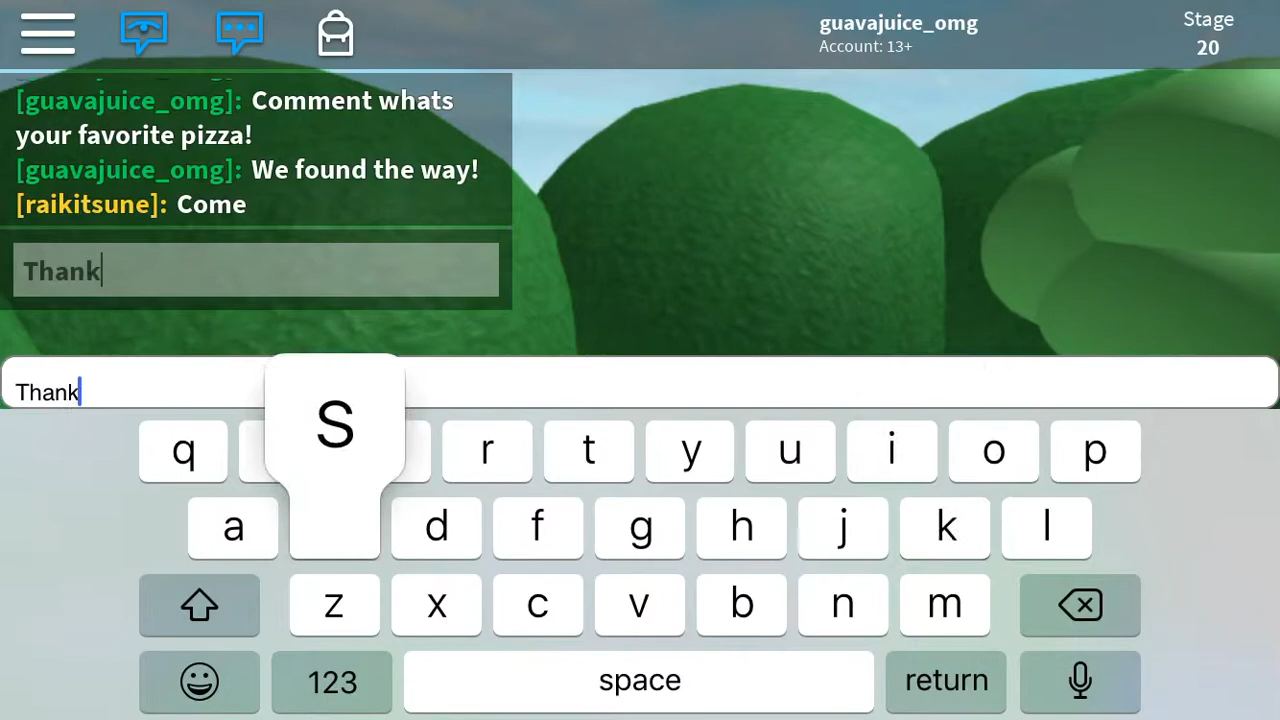 guavajuice_omg
Account: 13+
Stage
20
[guavajuice_omg]: Comment whats
your favorite pizza!
[guavajuice_omg]: We found the way!
[raikitsune]: Come
Thank
Thank
S
q r t y u i o p
a d f g h j k l
z x c v b n m
123 space return